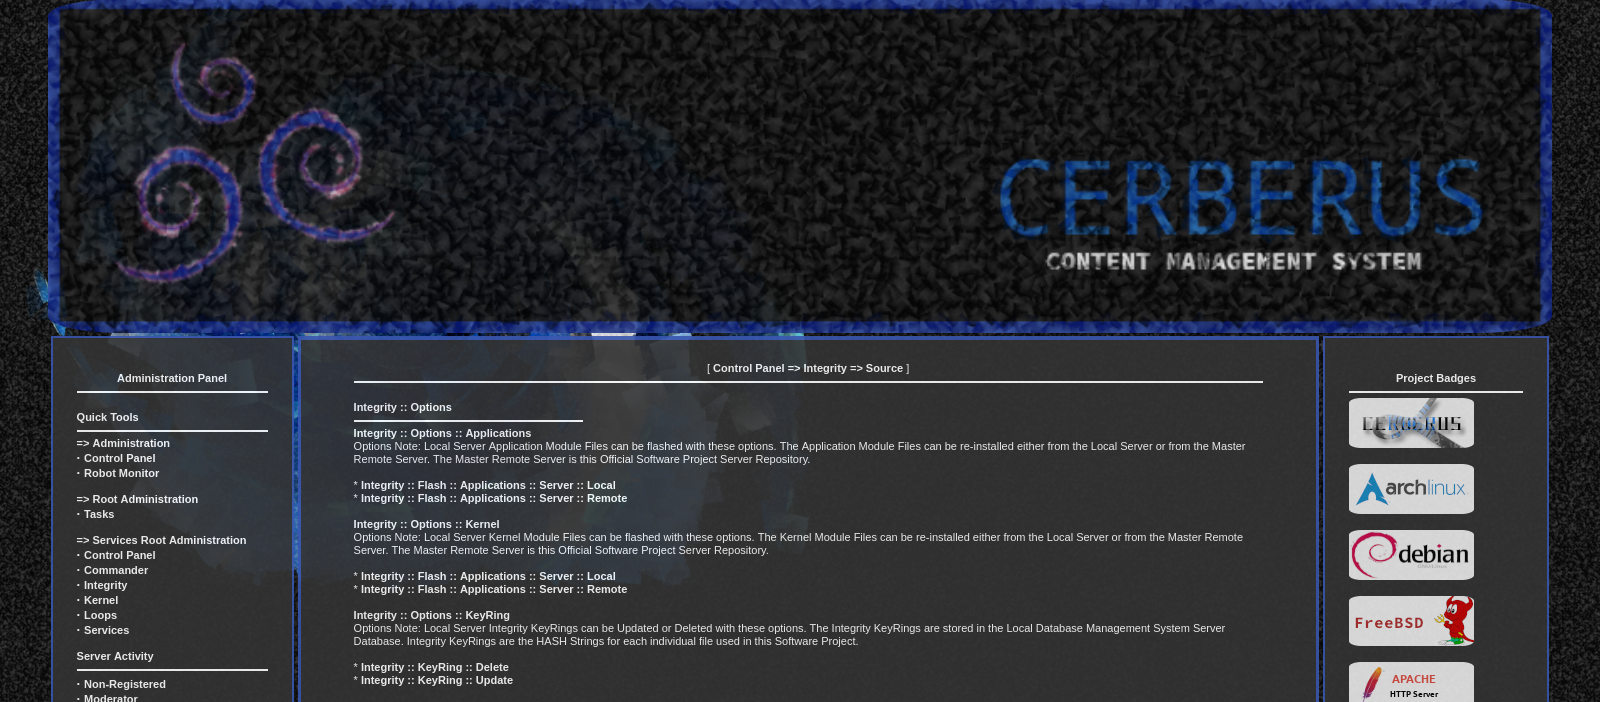 CERBERUS
CONTENT MANAGEMENT SYSTEM
Administration Panel
Quick Tools
=> Administration
· Control Panel
· Robot Monitor
=> Root Administration
· Tasks
=> Services Root Administration
· Control Panel
· Commander
· Integrity
· Kernel
· Loops
· Services
Server Activity
· Non-Registered
· Moderator
[ Control Panel => Integrity => Source ]
Integrity :: Options
Integrity :: Options :: Applications
Options Note: Local Server Application Module Files can be flashed with these options. The Application Module Files can be re-installed either from the Local Server or from the Master
Remote Server. The Master Remote Server is this Official Software Project Server Repository.
* Integrity :: Flash :: Applications :: Server :: Local
* Integrity :: Flash :: Applications :: Server :: Remote
Integrity :: Options :: Kernel
Options Note: Local Server Kernel Module Files can be flashed with these options. The Kernel Module Files can be re-installed either from the Local Server or from the Master Remote
Server. The Master Remote Server is this Official Software Project Server Repository.
* Integrity :: Flash :: Applications :: Server :: Local
* Integrity :: Flash :: Applications :: Server :: Remote
Integrity :: Options :: KeyRing
Options Note: Local Server Integrity KeyRings can be Updated or Deleted with these options. The Integrity KeyRings are stored in the Local Database Management System Server
Database. Integrity KeyRings are the HASH Strings for each individual file used in this Software Project.
* Integrity :: KeyRing :: Delete
* Integrity :: KeyRing :: Update
Project Badges
CERBERUS
archlinux
debian
FreeBSD
APACHE
HTTP Server